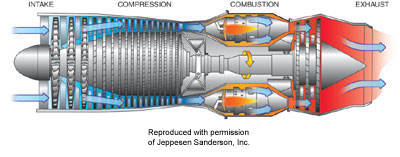 INTAKE COMPRESSION COMBUSTION EXHAUST
Reproduced with permission
of Jeppesen Sanderson, Inc.